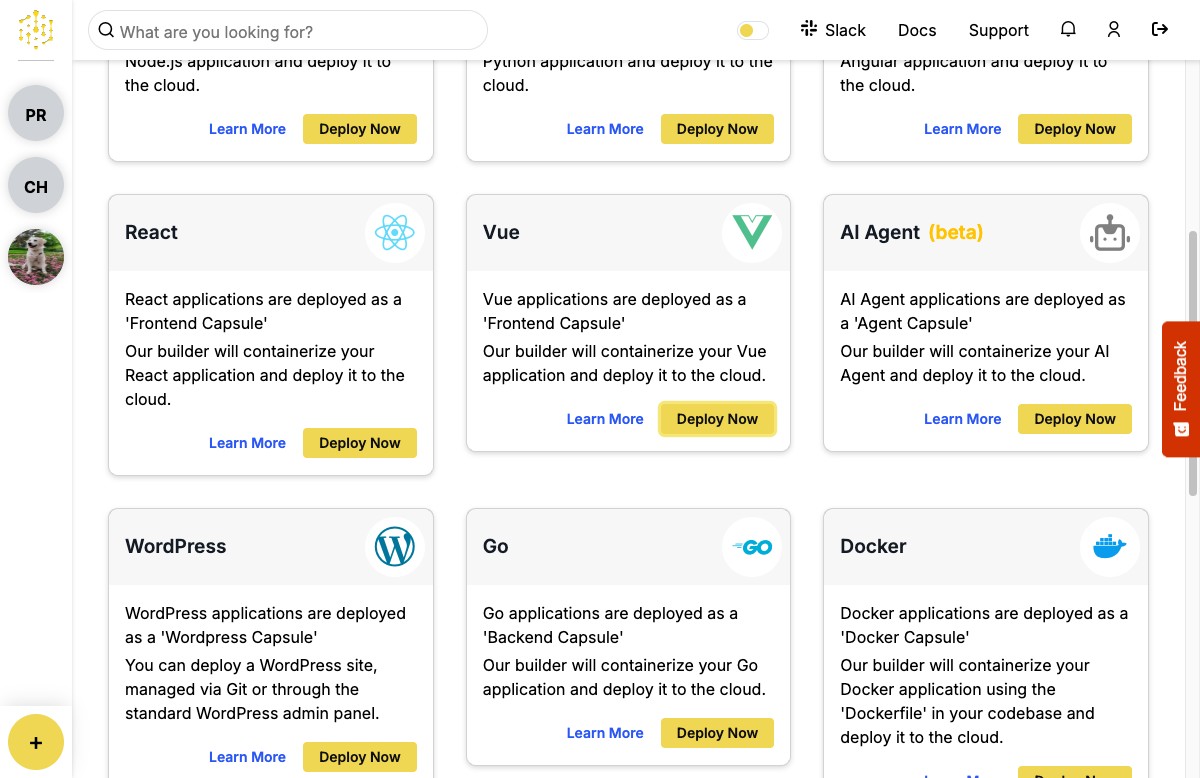 What are you looking for?
Slack
Docs
Support
PR
CH
Node.js application and deploy it to
the cloud.
Learn More
Deploy Now
Python application and deploy it to the
cloud.
Learn More
Deploy Now
Angular application and deploy it to
the cloud.
Learn More
Deploy Now
React
React applications are deployed as a
'Frontend Capsule'
Our builder will containerize your
React application and deploy it to the
cloud.
Learn More
Deploy Now
Vue
Vue applications are deployed as a
'Frontend Capsule'
Our builder will containerize your Vue
application and deploy it to the cloud.
Learn More
Deploy Now
AI Agent (beta)
AI Agent applications are deployed as
a 'Agent Capsule'
Our builder will containerize your AI
Agent and deploy it to the cloud.
Learn More
Deploy Now
Feedback
WordPress
WordPress applications are deployed
as a 'Wordpress Capsule'
You can deploy a WordPress site,
managed via Git or through the
standard WordPress admin panel.
Learn More
Deploy Now
Go
GO
Go applications are deployed as a
'Backend Capsule'
Our builder will containerize your Go
application and deploy it to the cloud.
Learn More
Deploy Now
Docker
Docker applications are deployed as a
'Docker Capsule'
Our builder will containerize your
Docker application using the
'Dockerfile' in your codebase and
deploy it to the cloud.
Learn More
Deploy Now
+